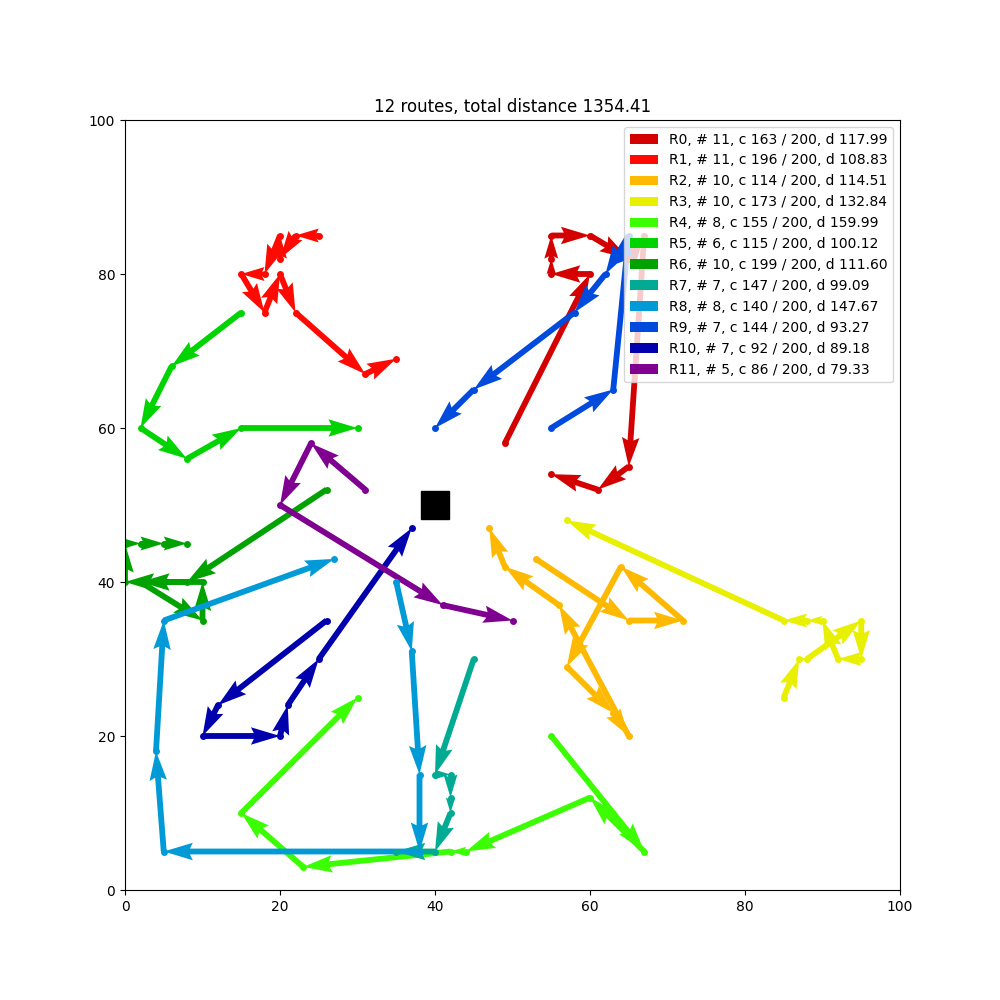 12 routes, total distance 1354.41
R0, # 11, c 163 / 200, d 117.99
R1, # 11, c 196 / 200, d 108.83
R2, # 10, c 114 / 200, d 114.51
R3, # 10, c 173 / 200, d 132.84
R4, # 8, c 155 / 200, d 159.99
R5, # 6, c 115 / 200, d 100.12
R6, # 10, c 199 / 200, d 111.60
R7, # 7, c 147 / 200, d 99.09
R8, # 8, c 140 / 200, d 147.67
R9, # 7, c 144 / 200, d 93.27
R10, # 7, c 92 / 200, d 89.18
R11, # 5, c 86 / 200, d 79.33
100
80
60
40
20
0
0 20 40 60 80 100